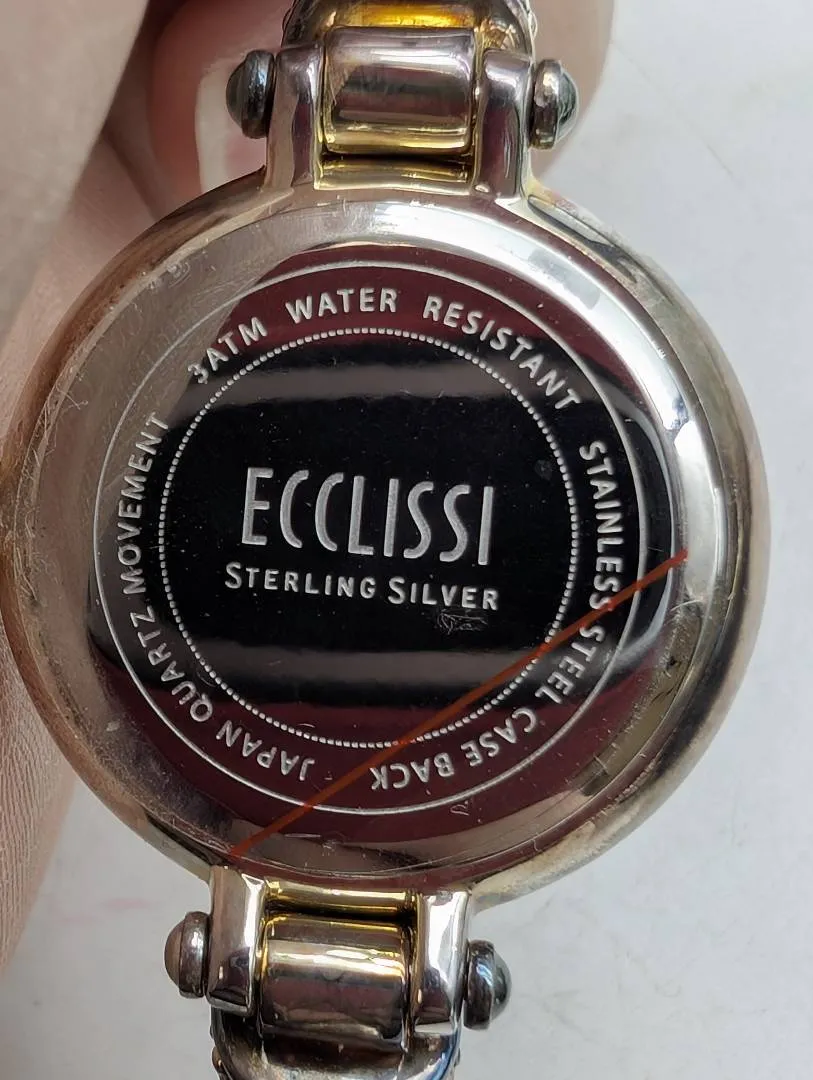 3ATM WATER RESISTANT STAINLESS STEEL CASE BACK JAPAN QUARTZ MOVEMENT
ECCLISSI
STERLING SILVER